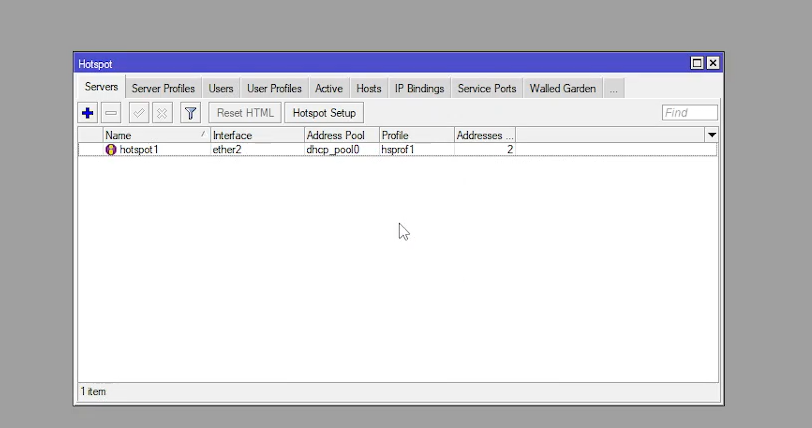 Hotspot
Servers Server Profiles Users User Profiles Active Hosts IP Bindings Service Ports Walled Garden ...
Reset HTML Hotspot Setup Find
Name Interface Address Pool Profile Addresses ...
hotspot1 ether2 dhcp_pool0 hsprof1 2
1 item